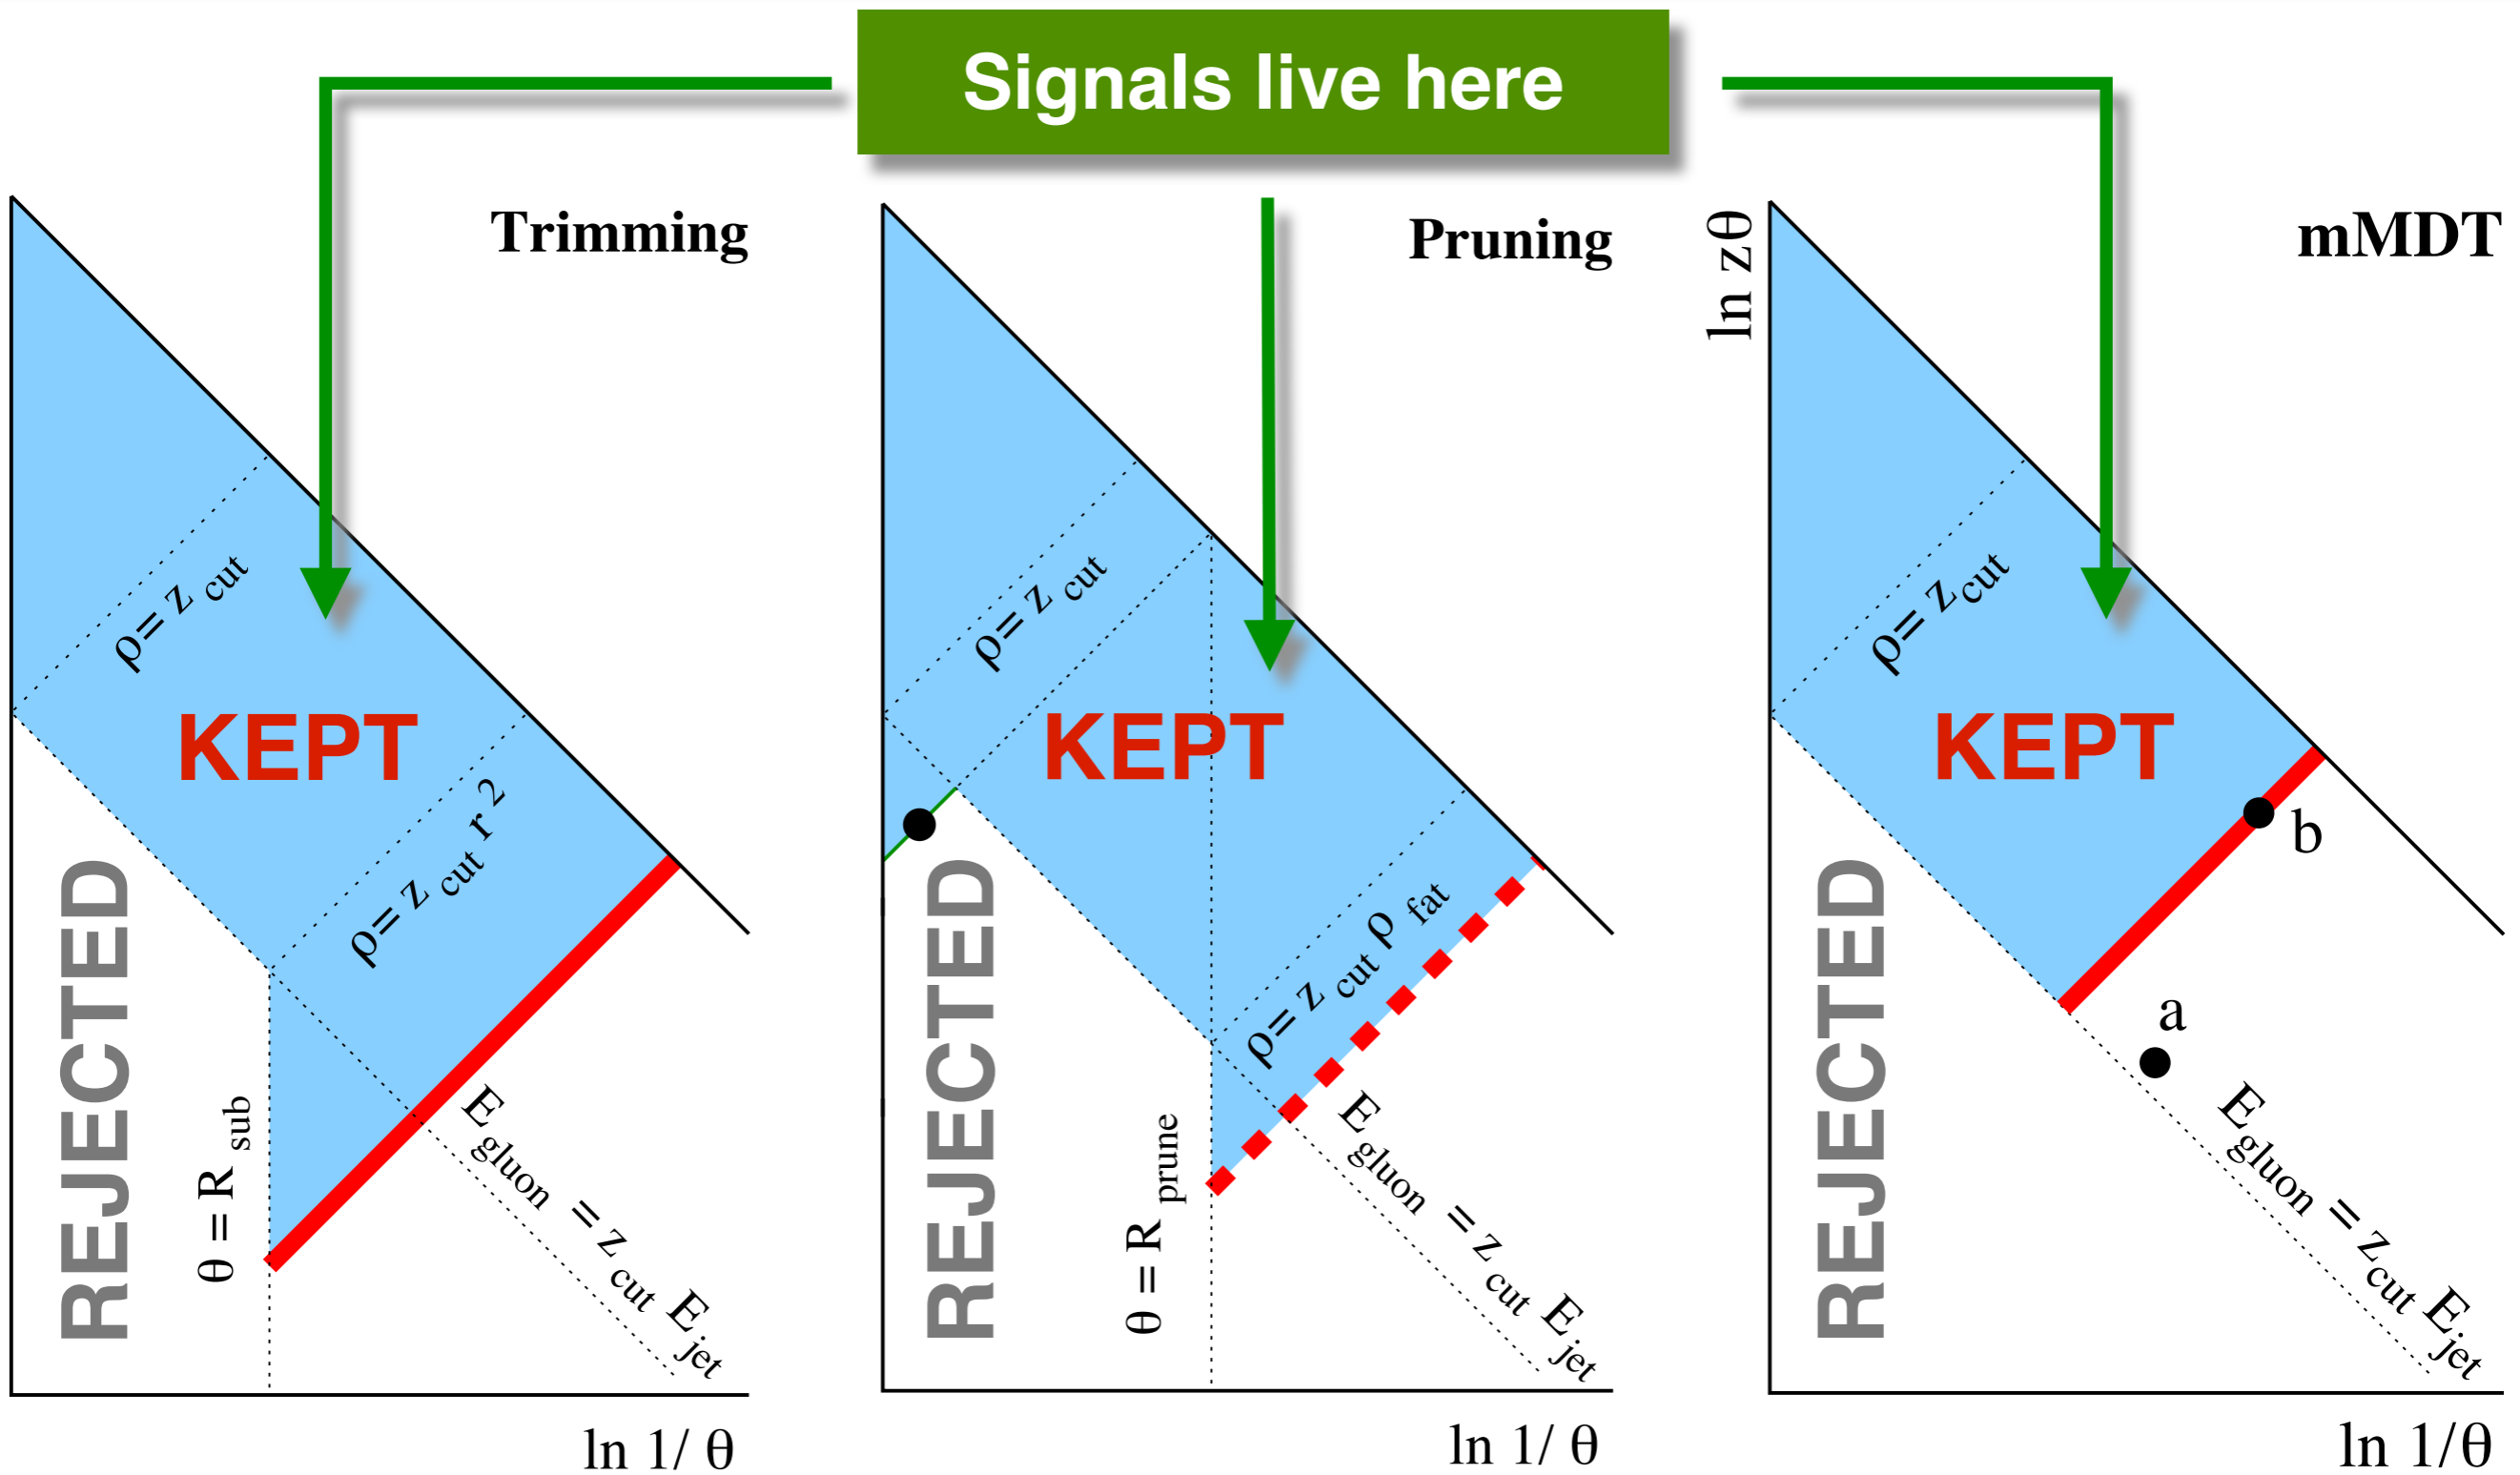 Signals live here
Trimming
ρ= z cut
KEPT
ρ= z cut r 2
REJECTED
θ = R sub
E gluon = z cut E jet
ln 1/ θ
Pruning
ρ= z cut
KEPT
ρ= z cut ρ fat
REJECTED
θ = R prune
E gluon = z cut E jet
ln 1/ θ
mMDT
ln zθ
ρ= z cut
KEPT
b
a
REJECTED
E gluon = z cut E jet
ln 1/θ